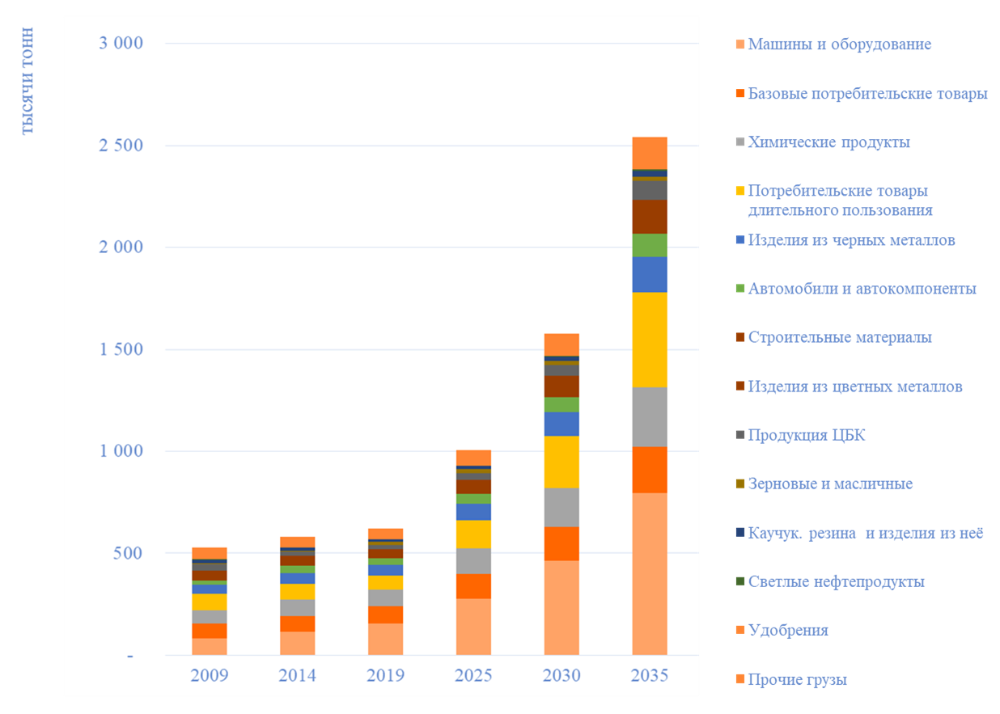 тысячи тонн
3 000
2 500
2 000
1 500
1 000
500
-
2009 2014 2019 2025 2030 2035
Машины и оборудование
Базовые потребительские товары
Химические продукты
Потребительские товары
длительного пользования
Изделия из черных металлов
Автомобили и автокомпоненты
Строительные материалы
Изделия из цветных металлов
Продукция ЦБК
Зерновые и масличные
Каучук. резина и изделия из неё
Светлые нефтепродукты
Удобрения
Прочие грузы